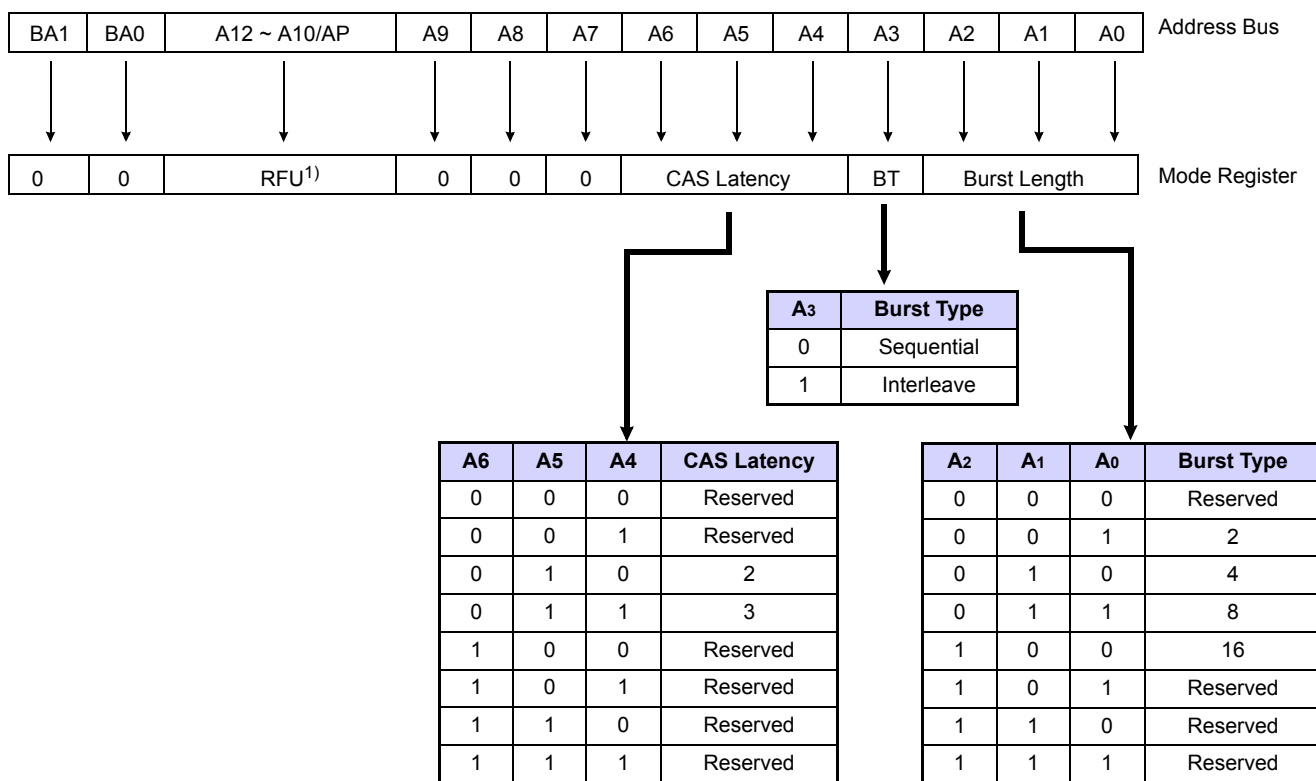 BA1 BA0 A12 ~ A10/AP A9 A8 A7 A6 A5 A4 A3 A2 A1 A0 Address Bus
0 0 RFU1) 0 0 0 CAS Latency BT Burst Length Mode Register
A3 Burst Type
0 Sequential
1 Interleave
A6 A5 A4 CAS Latency
0 0 0 Reserved
0 0 1 Reserved
0 1 0 2
0 1 1 3
1 0 0 Reserved
1 0 1 Reserved
1 1 0 Reserved
1 1 1 Reserved
A2 A1 A0 Burst Type
0 0 0 Reserved
0 0 1 2
0 1 0 4
0 1 1 8
1 0 0 16
1 0 1 Reserved
1 1 0 Reserved
1 1 1 Reserved